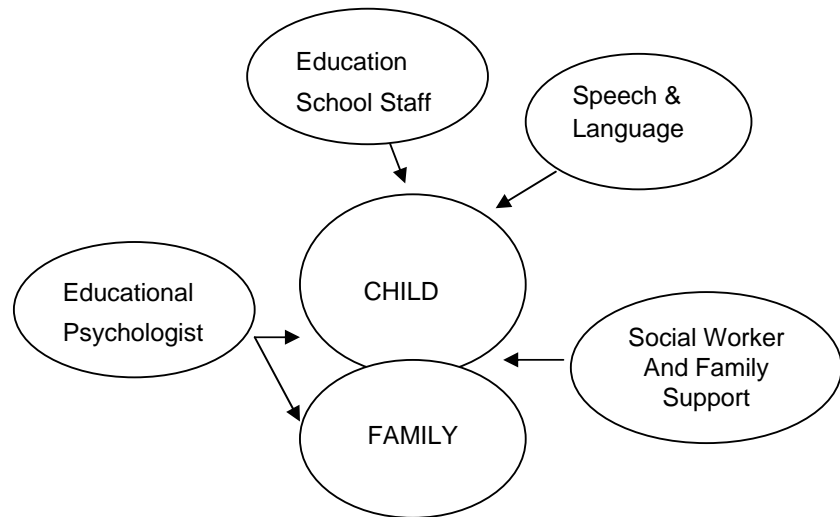 Education
School Staff
Speech &
Language
CHILD
Educational
Psychologist
Social Worker
And Family
Support
FAMILY